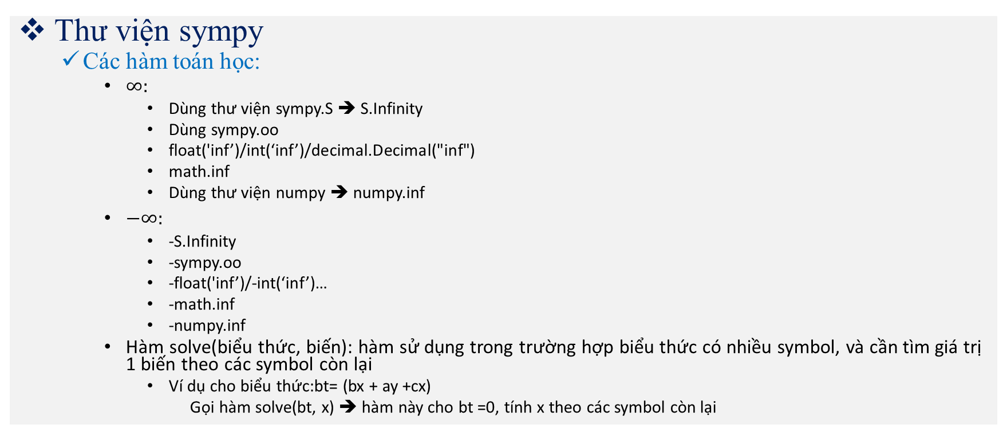 ❖ Thư viện sympy
✓ Các hàm toán học:
• ∞:
• Dùng thư viện sympy.S ➔ S.Infinity
• Dùng sympy.oo
• float('inf’)/int(‘inf’)/decimal.Decimal("inf")
• math.inf
• Dùng thư viện numpy ➔ numpy.inf
• −∞:
• -S.Infinity
• -sympy.oo
• -float('inf’)/-int(‘inf’)…
• -math.inf
• -numpy.inf
• Hàm solve(biểu thức, biến): hàm sử dụng trong trường hợp biểu thức có nhiều symbol, và cần tìm giá trị
1 biến theo các symbol còn lại
• Ví dụ cho biểu thức:bt= (bx + ay +cx)
Gọi hàm solve(bt, x) ➔ hàm này cho bt =0, tính x theo các symbol còn lại